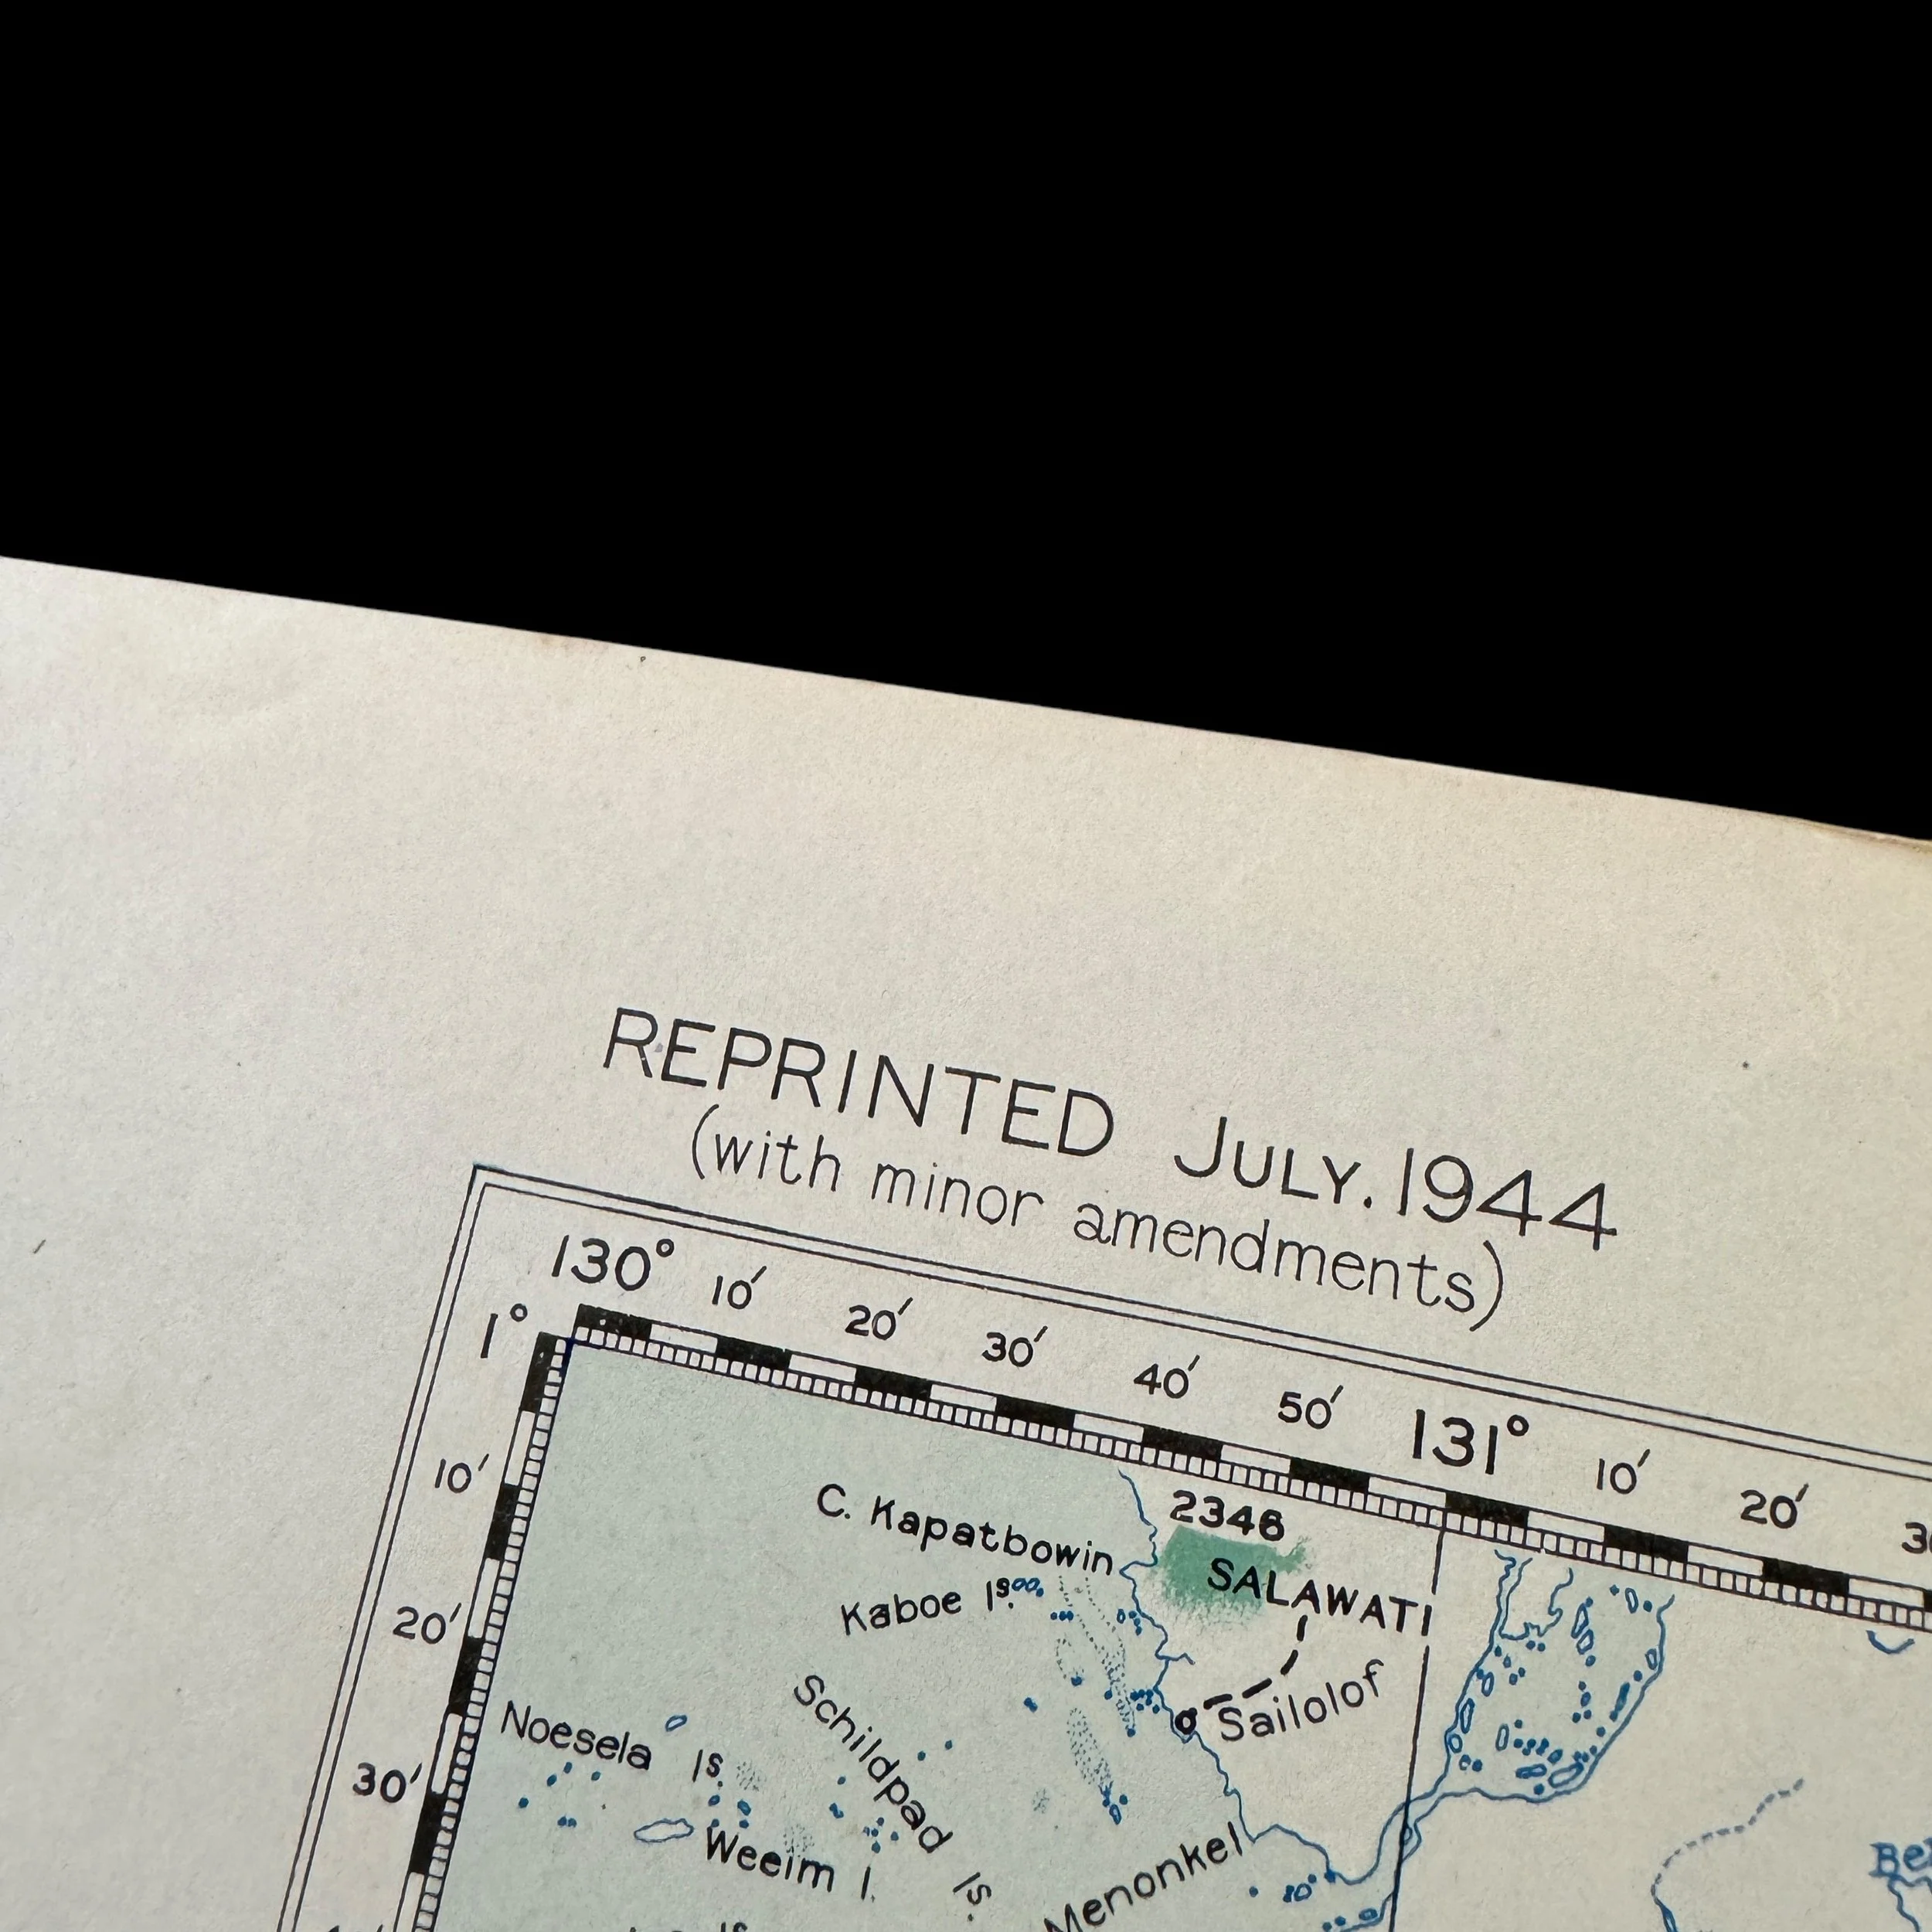 REPRINTED JULY. 1944
(with minor amendments)
130° 10′ 20′ 30′ 40′ 50′ 131° 10′ 20′
1°
10′
20′
30′
2346
C. Kapatbowin
SALAWATI
Kaboe Is.
Sailolof
Schildpad Is.
Noesela Is.
Weeim I.
Menonkel